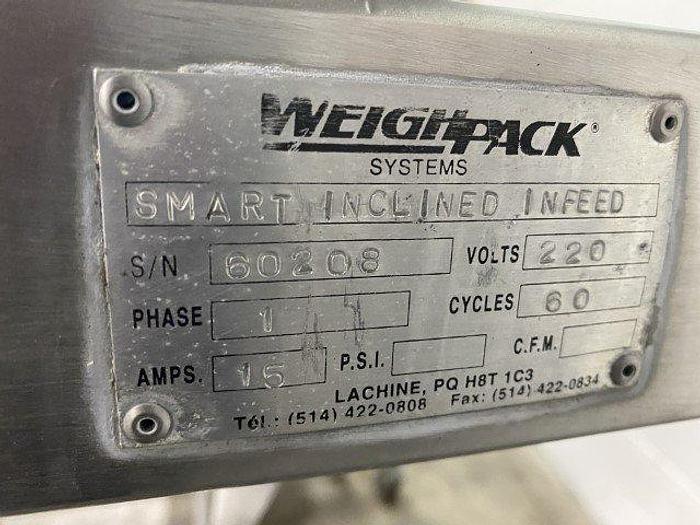 WEIGHPACK®
SYSTEMS
SMART INCLINED INFEED
S/N 60208 VOLTS 220
PHASE 1 CYCLES 60
AMPS. 15 P.S.I. C.F.M.
LACHINE, PQ H8T 1C3
Tél.: (514) 422-0808 Fax: (514) 422-0834